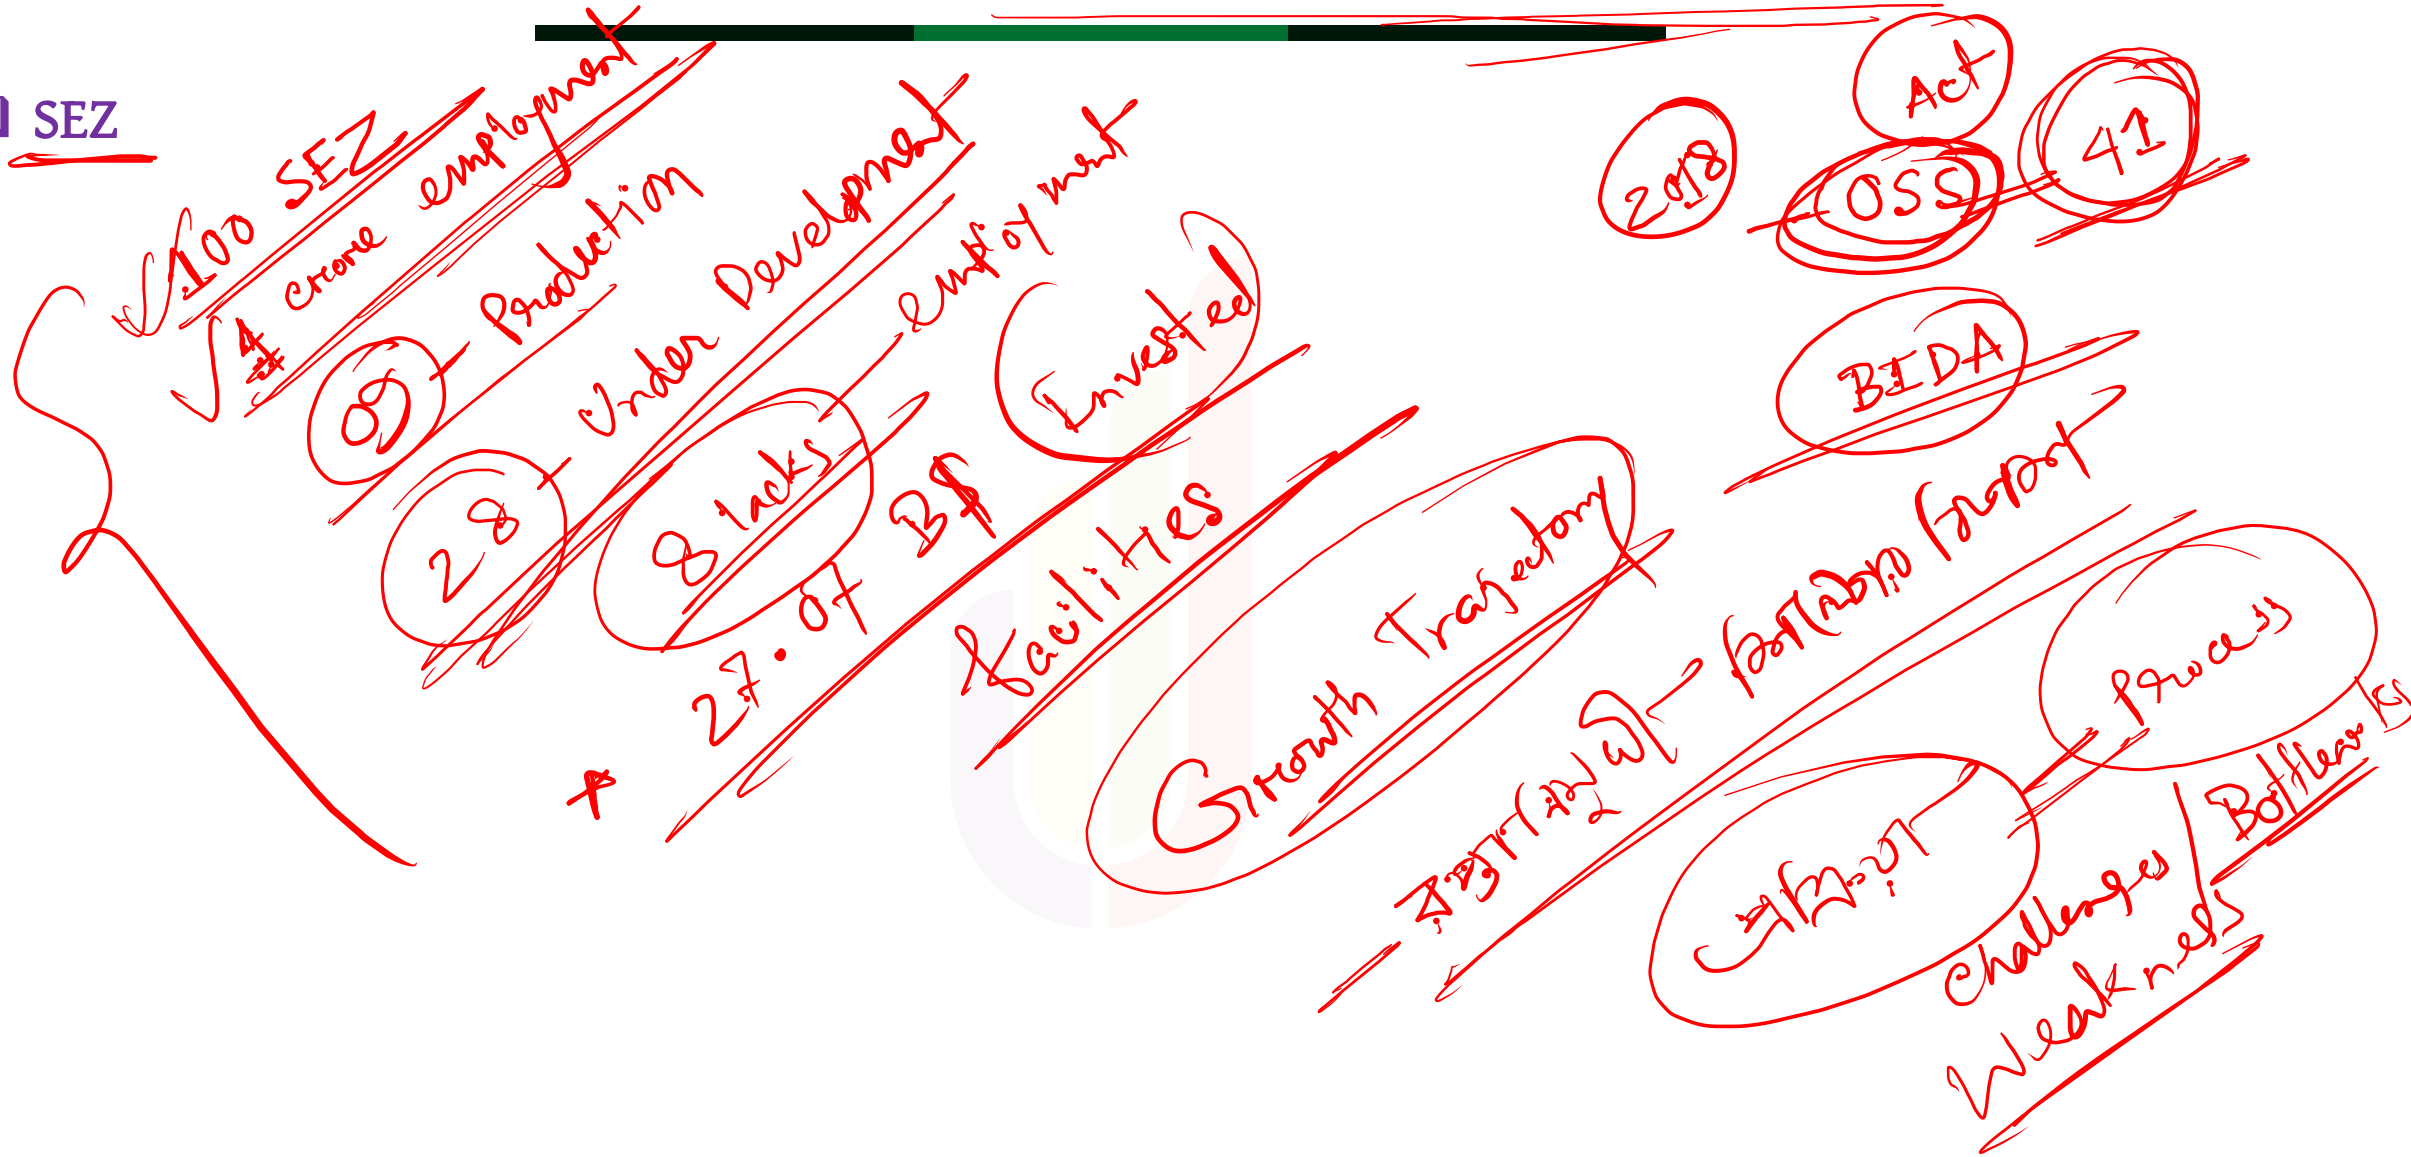 SEZ
100 SEZ
1 crore employment
09 - Production
28 - Under Development
8 lacks - employment
27.07 B$ Invested
Facilities
Growth Trajectory
2018
Act
OSS
41
BIDA
Process
Challenges
Bottlenecks
Weakness